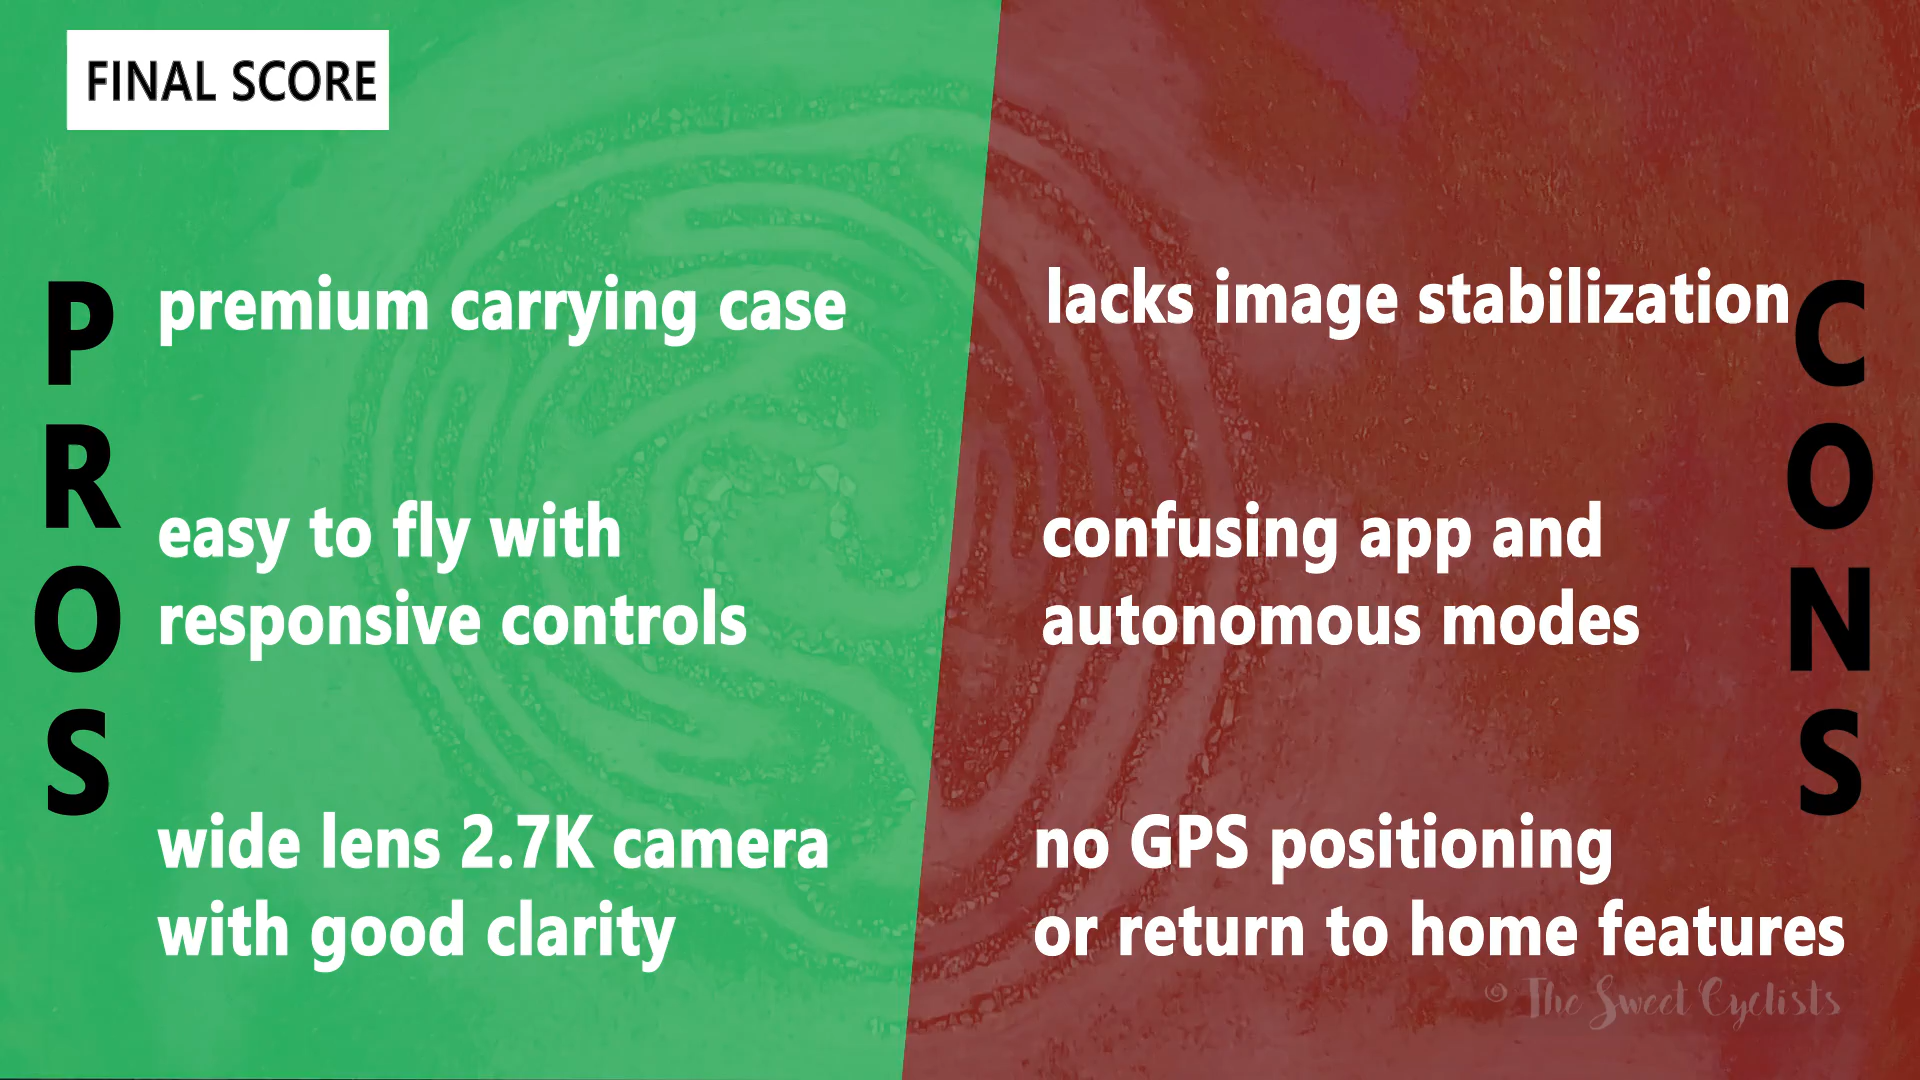 FINAL SCORE
PROS
premium carrying case
easy to fly with
responsive controls
wide lens 2.7K camera
with good clarity
CONS
lacks image stabilization
confusing app and
autonomous modes
no GPS positioning
or return to home features
© The Sweet Cyclists